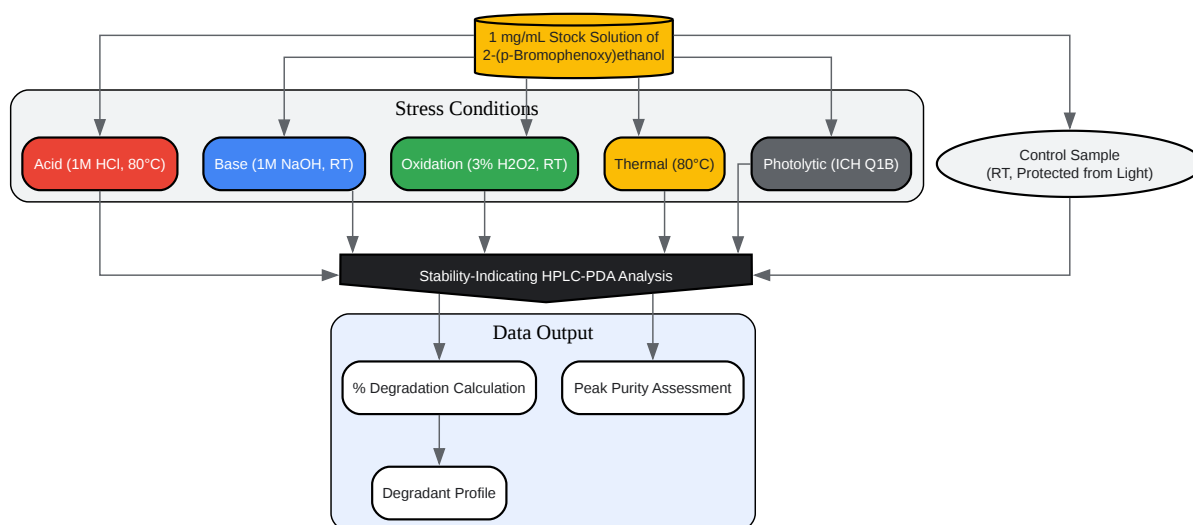 1 mg/mL Stock Solution of
2-(p-Bromophenoxy)ethanol
Stress Conditions
Acid (1M HCl, 80°C)
Base (1M NaOH, RT)
Oxidation (3% H2O2, RT)
Thermal (80°C)
Photolytic (ICH Q1B)
Control Sample
(RT, Protected from Light)
Stability-Indicating HPLC-PDA Analysis
Data Output
% Degradation Calculation
Peak Purity Assessment
Degradant Profile